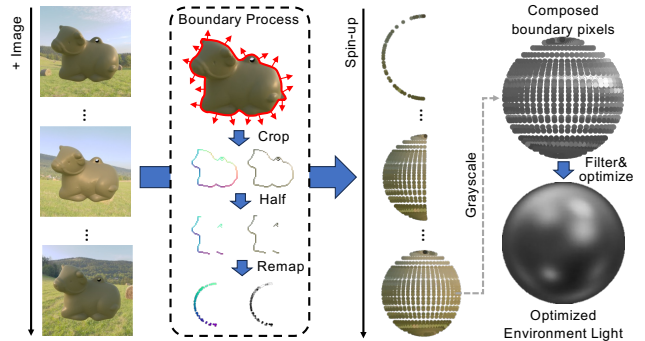 + Image
...
...
Boundary Process
Crop
Half
Remap
Spin-up
...
...
Grayscale
Composed
boundary pixels
Filter&
optimize
Optimized
Environment Light